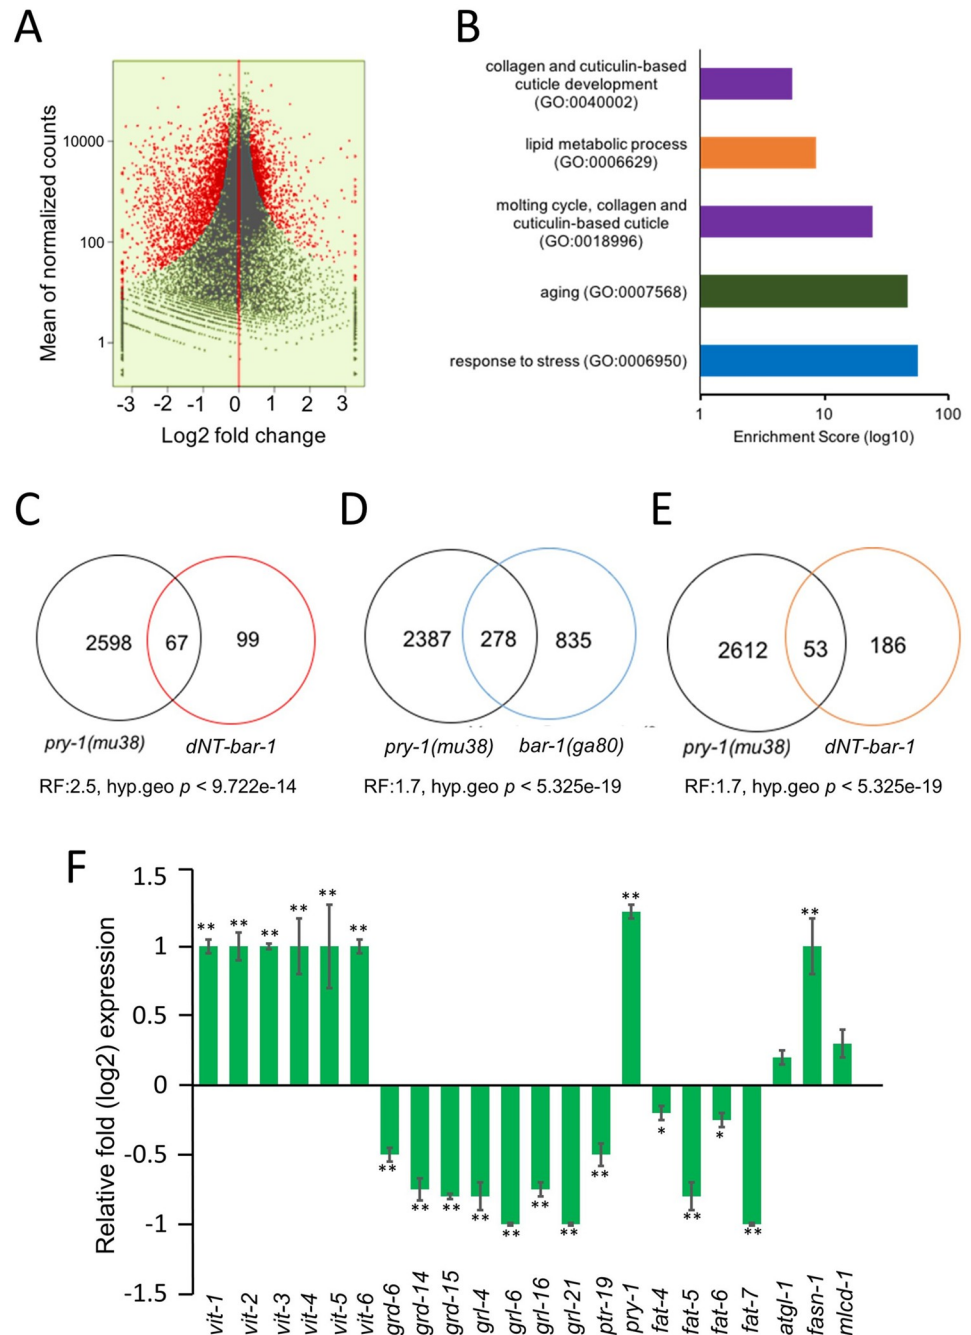 A
B
Mean of normalized counts
10000
100
1
-3 -2 -1 0 1 2 3
Log2 fold change
collagen and cuticulin-based
cuticle development
(GO:0040002)
lipid metabolic process
(GO:0006629)
molting cycle, collagen and
cuticulin-based cuticle
(GO:0018996)
aging (GO:0007568)
response to stress (GO:0006950)
1 10 100
Enrichment Score (log10)
C
D
E
2598 67 99
pry-1(mu38) dNT-bar-1
RF:2.5, hyp.geo p < 9.722e-14
2387 278 835
pry-1(mu38) bar-1(ga80)
RF:1.7, hyp.geo p < 5.325e-19
2612 53 186
pry-1(mu38) dNT-bar-1
RF:1.7, hyp.geo p < 5.325e-19
F
Relative fold (log2) expression
1.5
1
0.5
0
-0.5
-1
-1.5
** ** ** ** ** ** ** ** ** ** ** ** ** ** ** * ** * ** **
vit-1
vit-2
vit-3
vit-4
vit-5
vit-6
grd-6
grd-14
grd-15
grl-4
grl-6
grl-16
grl-21
ptr-19
pry-1
fat-4
fat-5
fat-6
fat-7
atgl-1
fasn-1
mlcd-1